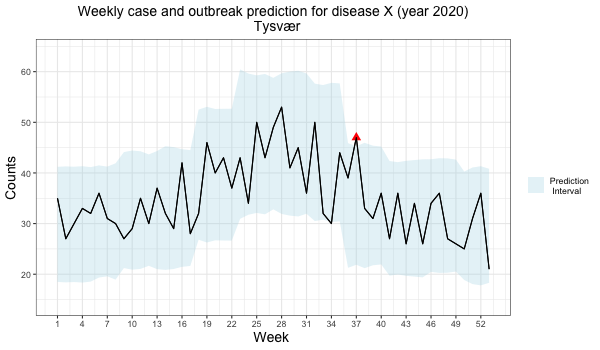 Weekly case and outbreak prediction for disease X (year 2020)
Tysvær
Counts
60
50
40
30
20
1 4 7 10 13 16 19 22 25 28 31 34 37 40 43 46 49 52
Week
Prediction
Interval